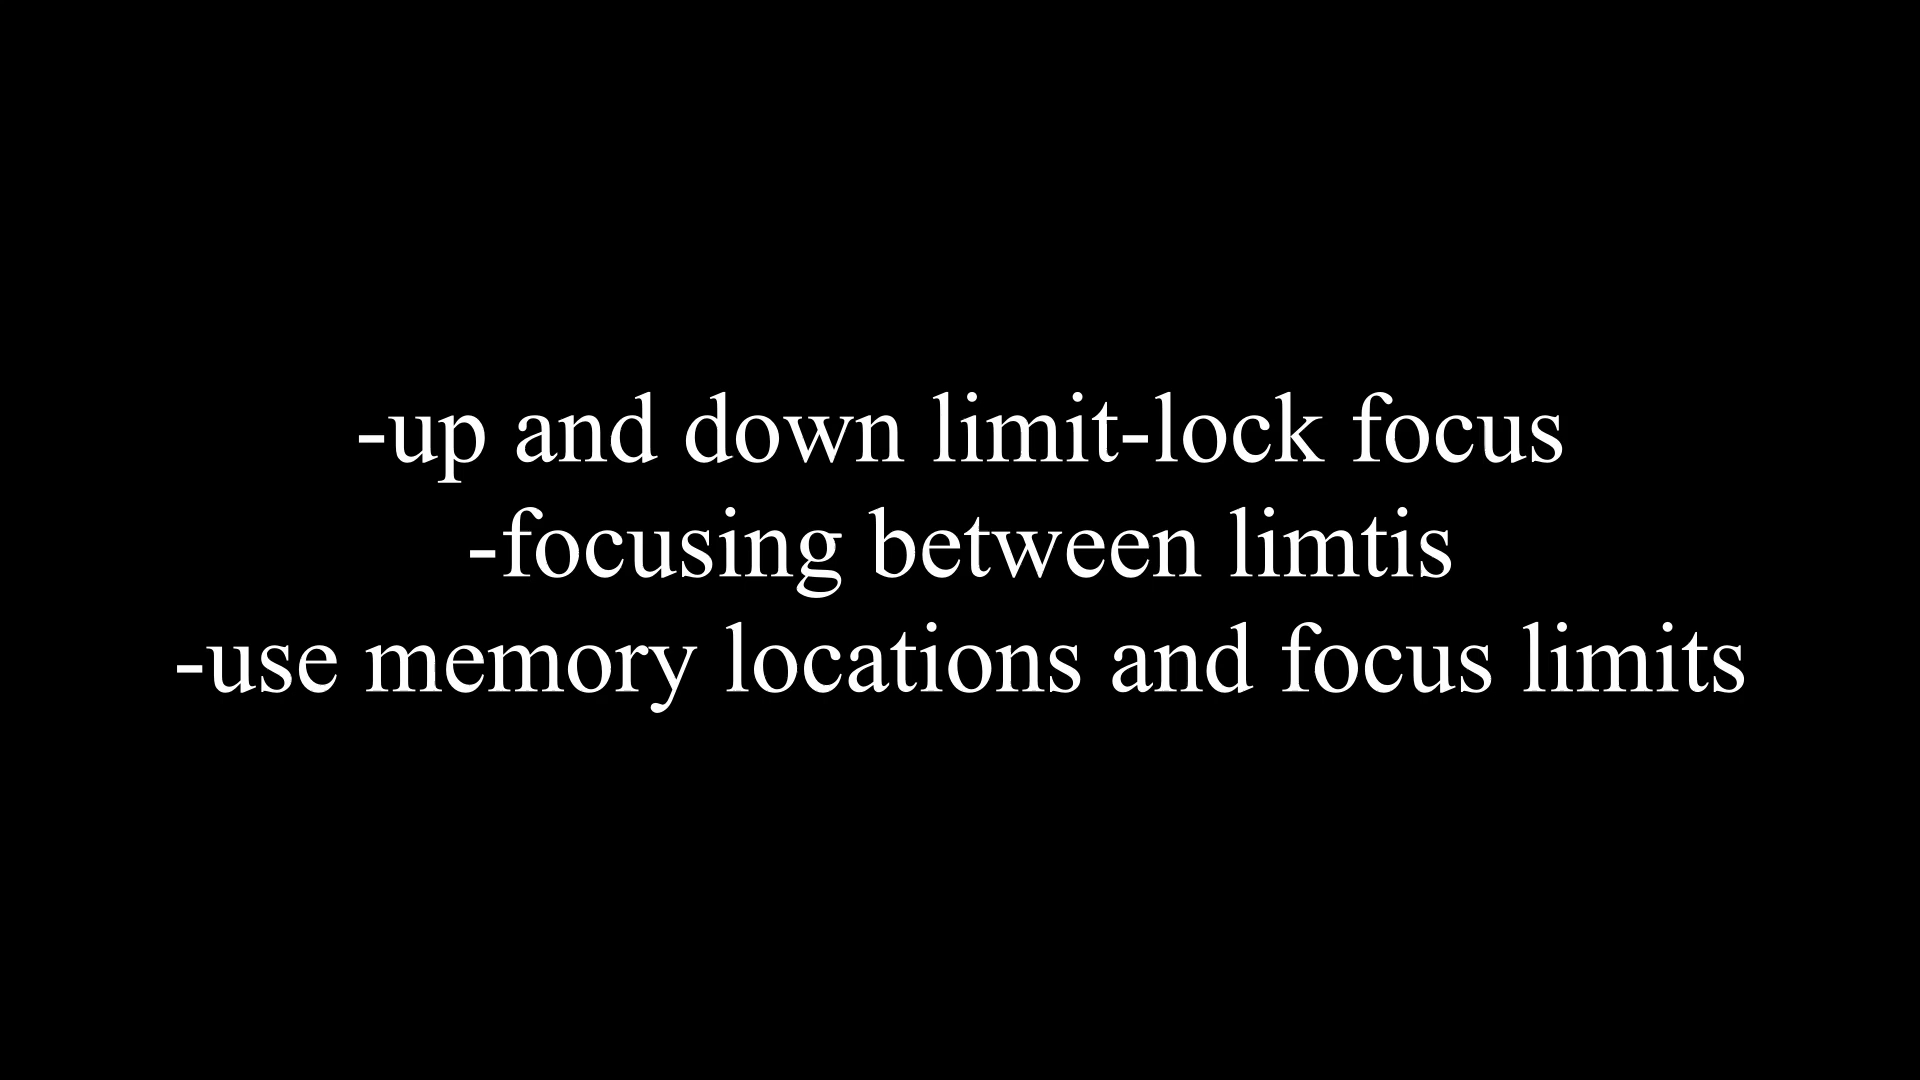 -up and down limit-lock focus
-focusing between limtis
-use memory locations and focus limits